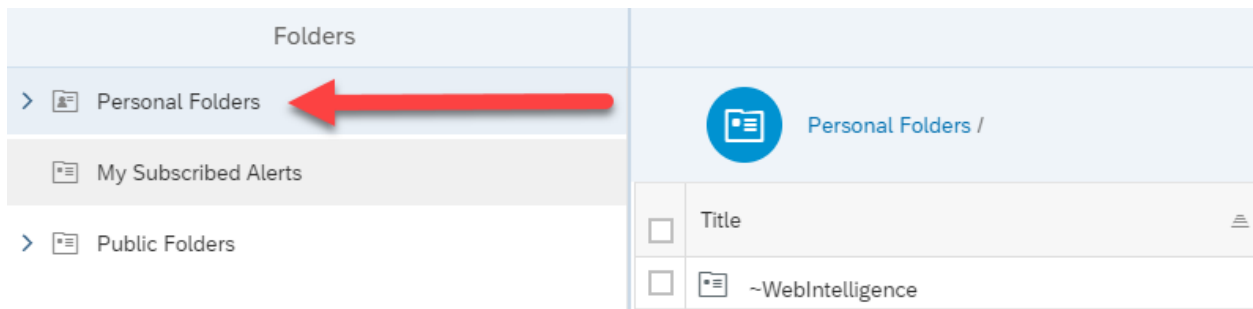 Folders
Personal Folders
My Subscribed Alerts
Public Folders
Personal Folders /
Title
~WebIntelligence